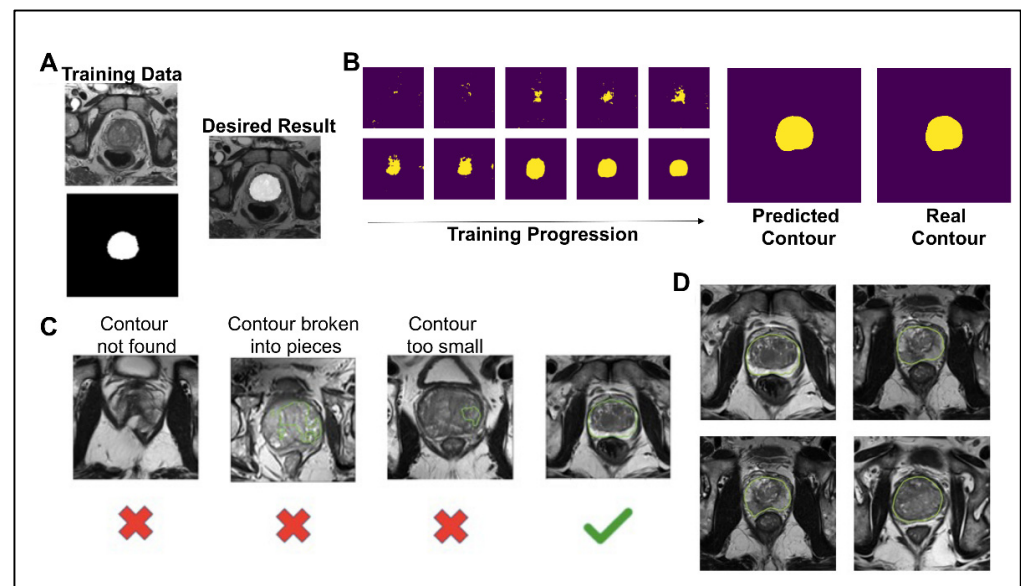 A
Training Data
Desired Result
B
Training Progression
Predicted
Contour
Real
Contour
C
Contour
not found
Contour broken
into pieces
Contour
too small
D